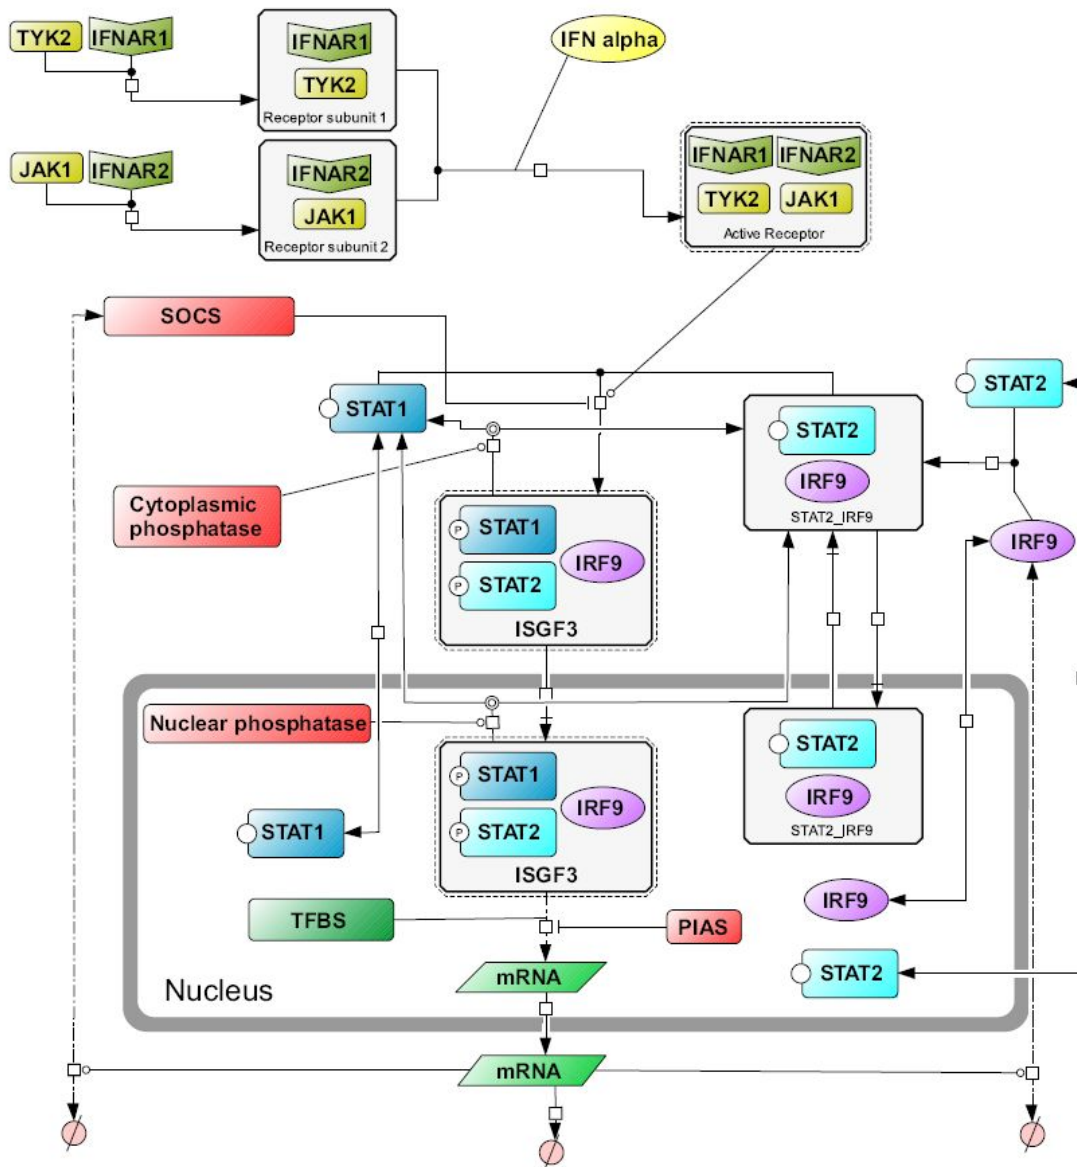 TYK2
IFNAR1
IFNAR1
TYK2
Receptor subunit 1
IFN alpha
JAK1
IFNAR2
IFNAR2
JAK1
Receptor subunit 2
IFNAR1
IFNAR2
TYK2
JAK1
Active Receptor
SOCS
STAT1
STAT2
IRF9
STAT2_IRF9
STAT2
IRF9
Cytoplasmic
phosphatase
P
STAT1
IRF9
P
STAT2
ISGF3
Nuclear phosphatase
P
STAT1
IRF9
P
STAT2
ISGF3
STAT2
IRF9
STAT2_IRF9
STAT1
TFBS
PIAS
IRF9
STAT2
mRNA
Nucleus
mRNA